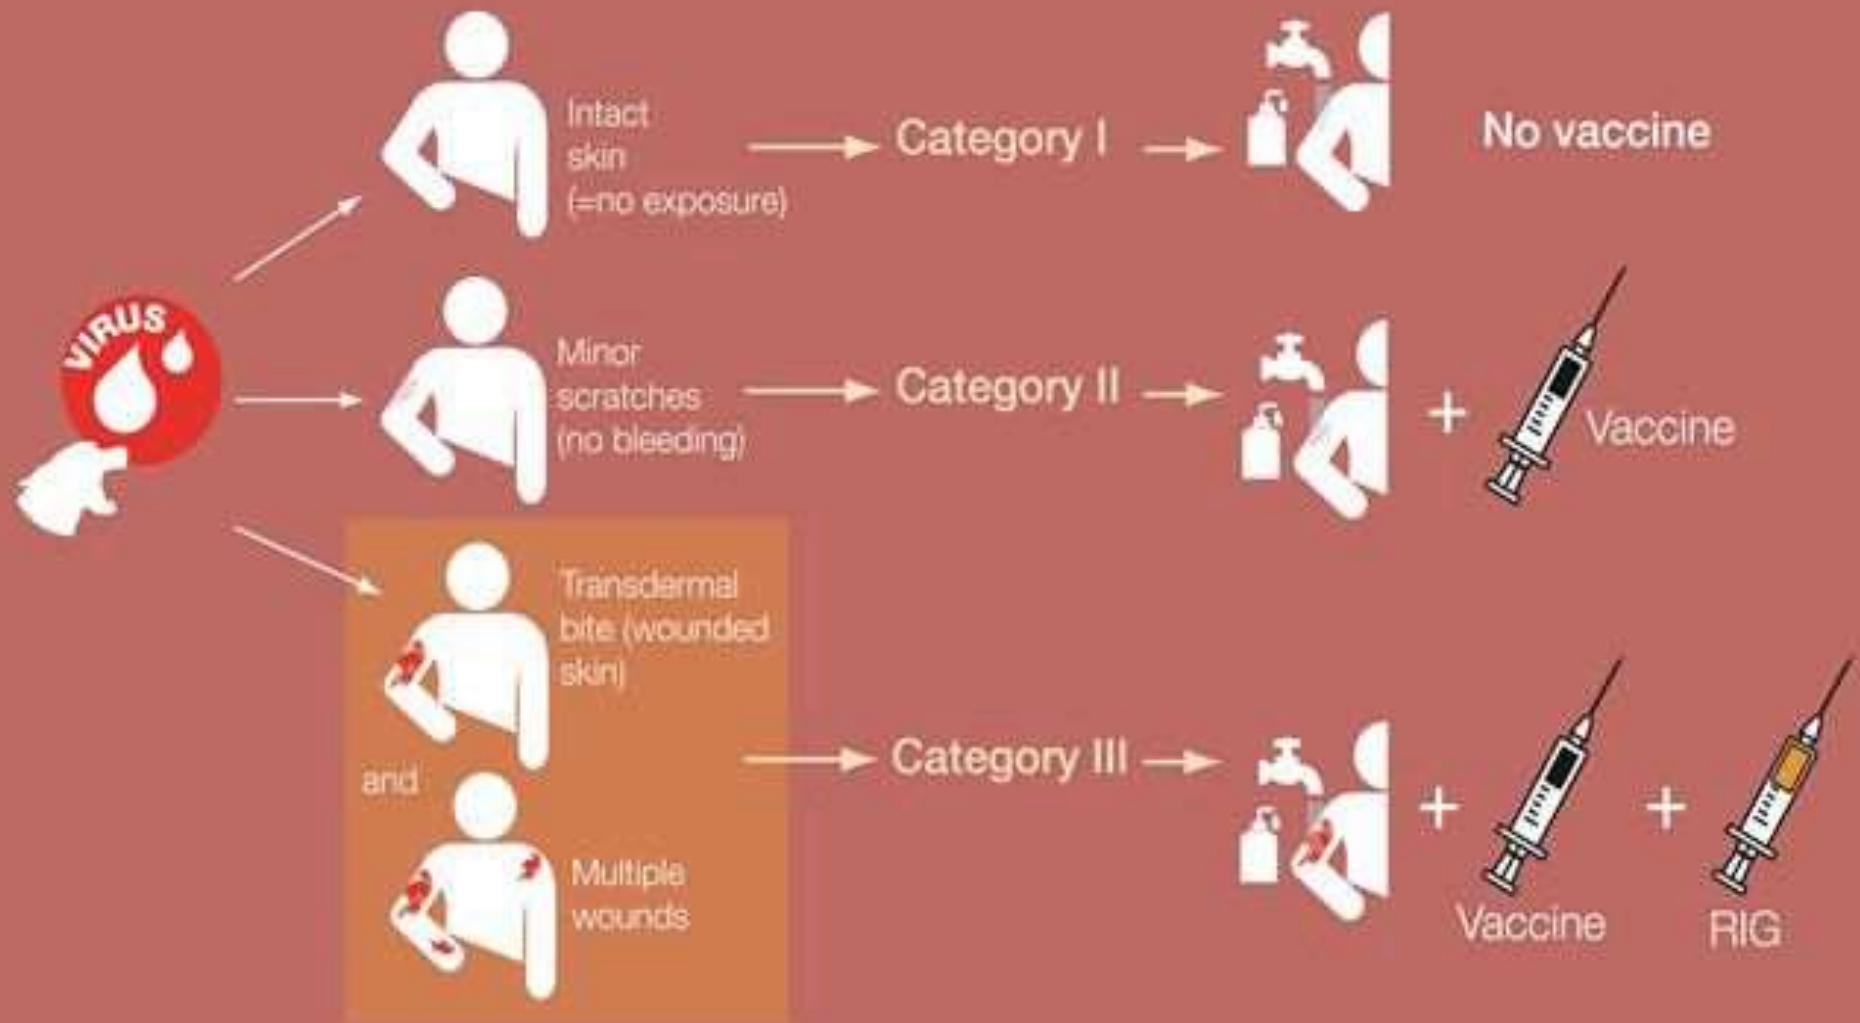 VIRUS
Intact
skin
(=no exposure)
Category I
No vaccine
Minor
scratches
(no bleeding)
Category II
+
Vaccine
Transdermal
bite (wounded
skin)
and
Multiple
wounds
Category III
+
Vaccine
+
RIG